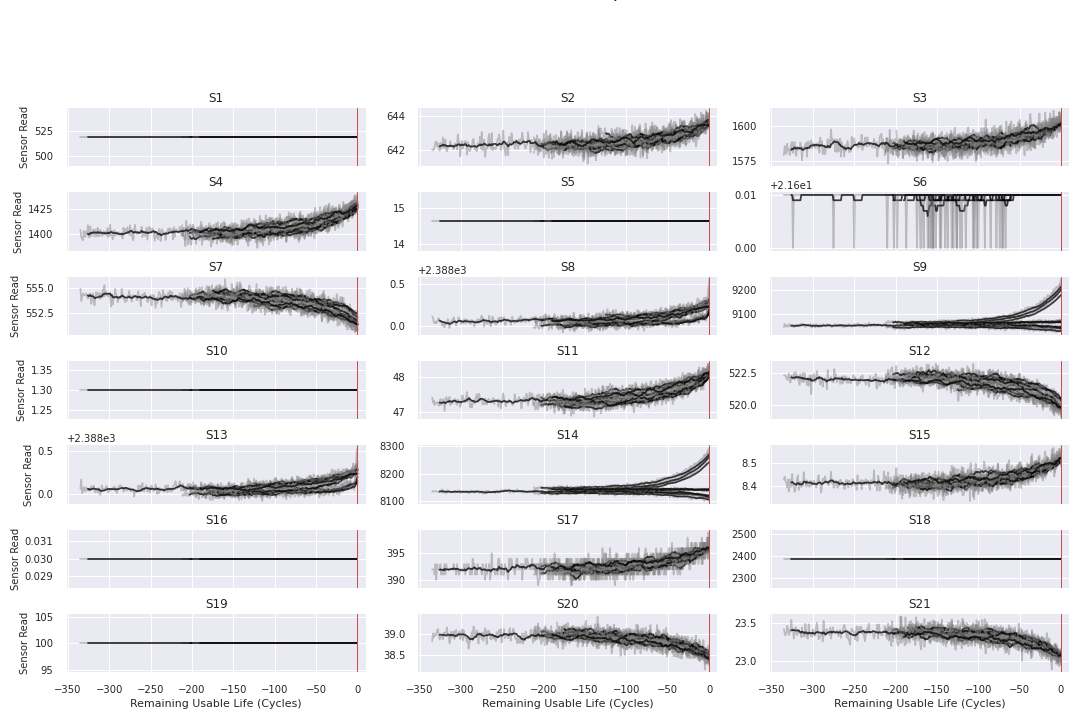 S1 S2 S3
Sensor Read
525
500
644
642
1600
1575
S4 S5 S6
Sensor Read
1425
1400
15
14
+2.16e1
0.01
0.00
S7 S8 S9
Sensor Read
555.0
552.5
+2.388e3
0.5
0.0
9200
9100
S10 S11 S12
Sensor Read
1.35
1.30
1.25
48
47
522.5
520.0
S13 S14 S15
Sensor Read
+2.388e3
0.5
0.0
8300
8200
8100
8.5
8.4
S16 S17 S18
Sensor Read
0.031
0.030
0.029
395
390
2500
2400
2300
S19 S20 S21
Sensor Read
105
100
95
39.0
38.5
23.5
23.0
−350 −300 −250 −200 −150 −100 −50 0
−350 −300 −250 −200 −150 −100 −50 0
−350 −300 −250 −200 −150 −100 −50 0
Remaining Usable Life (Cycles) Remaining Usable Life (Cycles) Remaining Usable Life (Cycles)